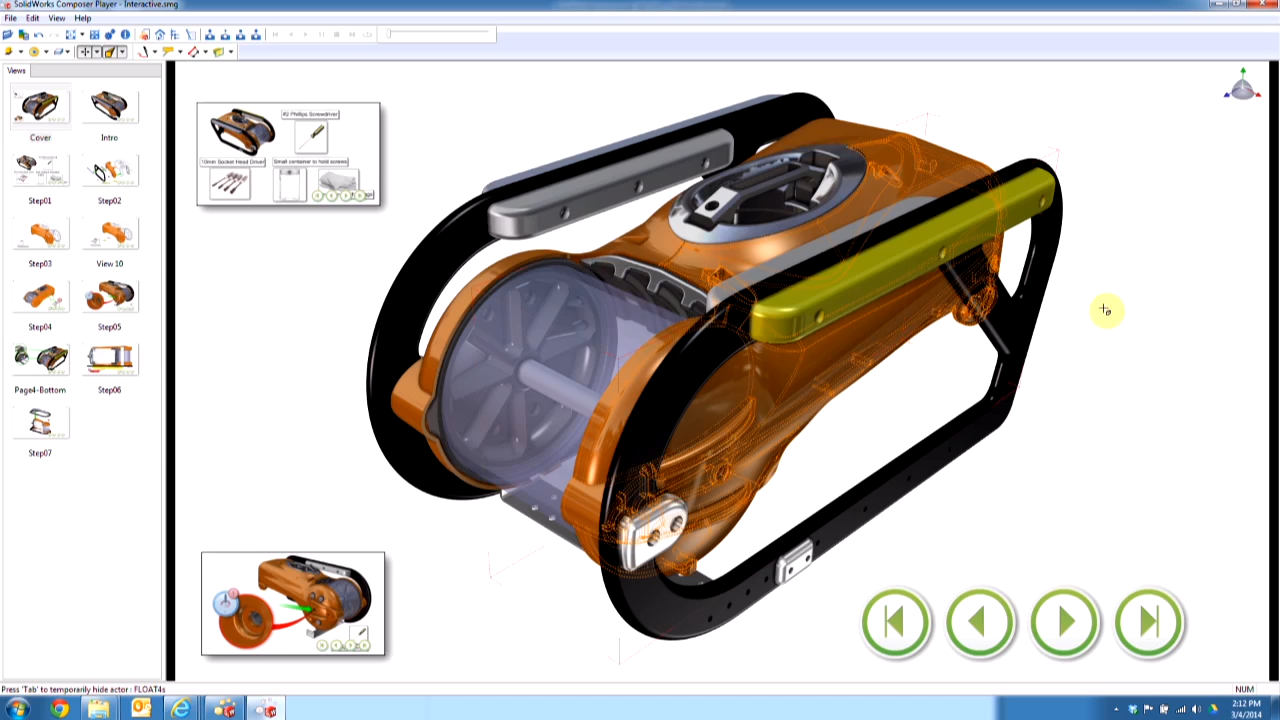 SolidWorks Composer Player - Interactive.smg
File Edit View Help
Views
Cover
Intro
Step01
Step02
Step03
View 10
Step04
Step05
Page4-Bottom
Step06
Step07
#2 Phillips Screwdriver
10mm Socket Head Driver
Small container to hold screws
Press 'Tab' to temporarily hide actor : FLOAT4s
NUM
2:12 PM
3/4/2014